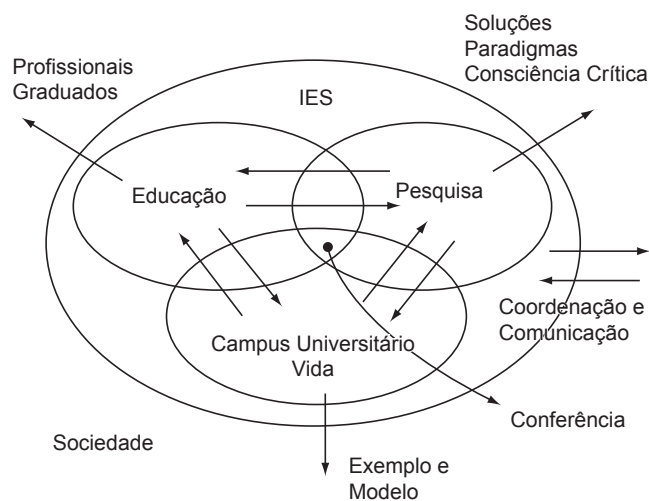 Soluções
Paradigmas
Consciência Crítica
Profissionais
Graduados
IES
Educação
Pesquisa
Coordenação e
Comunicação
Campus Universitário
Vida
Conferência
Sociedade
Exemplo e
Modelo